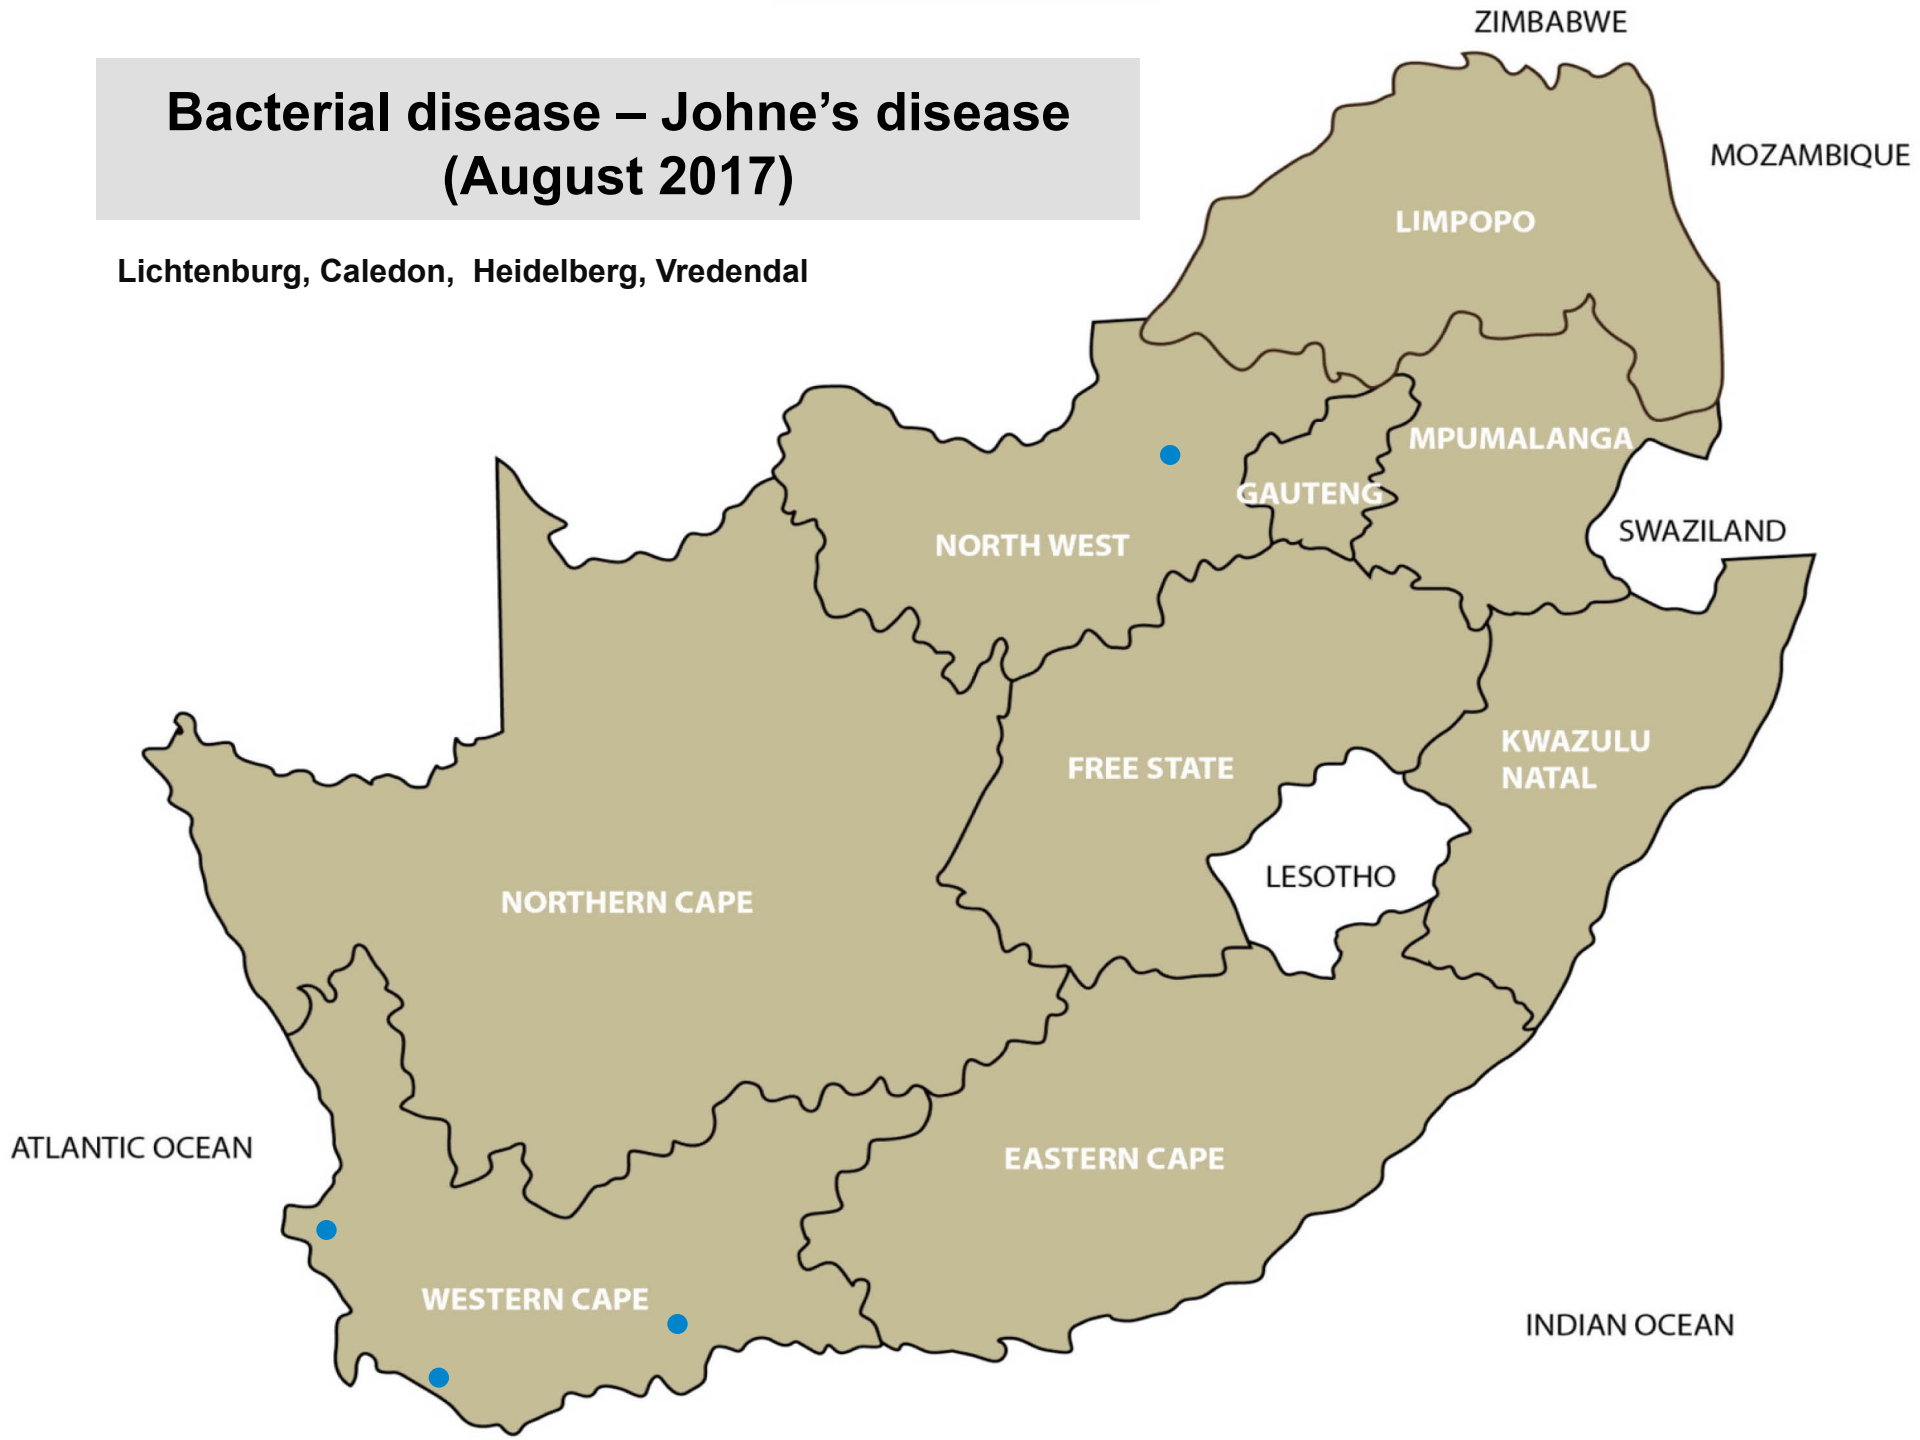 ZIMBABWE
Bacterial disease – Johne’s disease
(August 2017)
MOZAMBIQUE
LIMPOPO
Lichtenburg, Caledon,  Heidelberg, Vredendal
MPUMALANGA
GAUTENG
SWAZILAND
NORTH WEST
KWAZULU
NATAL
FREE STATE
LESOTHO
NORTHERN CAPE
ATLANTIC OCEAN
EASTERN CAPE
WESTERN CAPE
INDIAN OCEAN